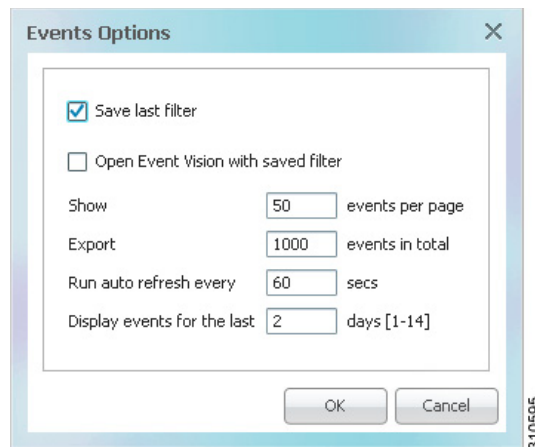 Events Options
Save last filter
Open Event Vision with saved filter
Show 50 events per page
Export 1000 events in total
Run auto refresh every 60 secs
Display events for the last 2 days [1-14]
OK Cancel
310595